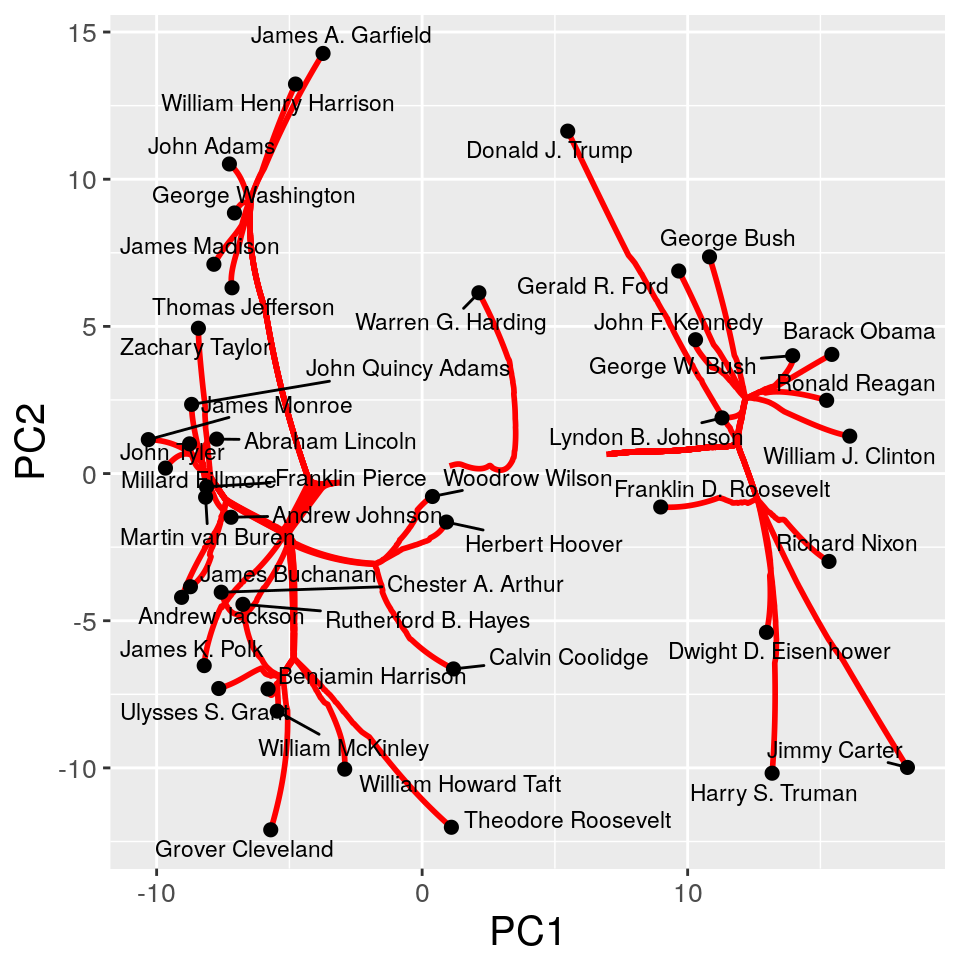 15
10
5
0
-5
-10
PC2
James A. Garfield
William Henry Harrison
Donald J. Trump
John Adams
George Washington
George Bush
James Madison
Gerald R. Ford
Thomas Jefferson
Warren G. Harding
John F. Kennedy
Barack Obama
Zachary Taylor
John Quincy Adams
George W. Bush
Ronald Reagan
James Monroe
Abraham Lincoln
Lyndon B. Johnson
John Tyler
William J. Clinton
Millard Fillmore
Franklin Pierce
Woodrow Wilson
Franklin D. Roosevelt
Andrew Johnson
Martin van Buren
Herbert Hoover
Richard Nixon
James Buchanan
Chester A. Arthur
Andrew Jackson
Rutherford B. Hayes
James K. Polk
Calvin Coolidge
Dwight D. Eisenhower
Benjamin Harrison
Ulysses S. Grant
William McKinley
Jimmy Carter
William Howard Taft
Harry S. Truman
Theodore Roosevelt
Grover Cleveland
-10
0
10
PC1